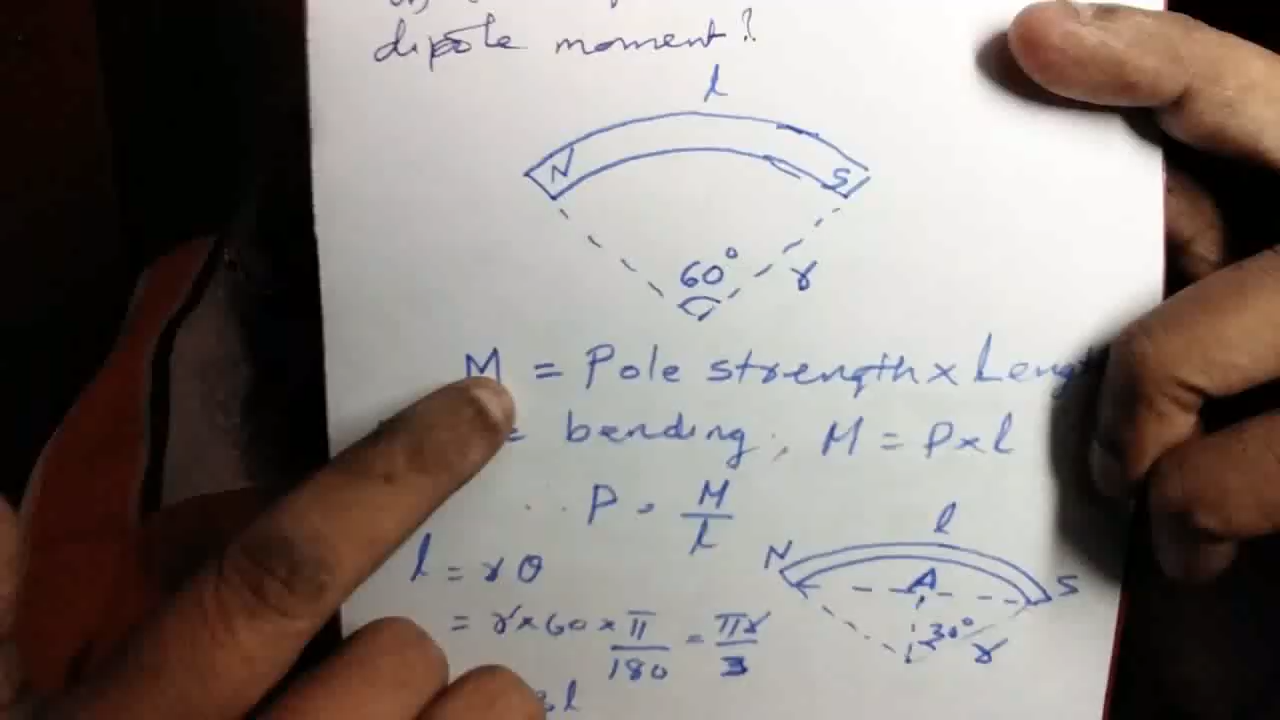 dipole moment?
l
N S
60° r
M = Pole strength x Leng
= bending; M = P x l
.. P = M/l
l = rθ
= r x 60 x π/180 = πr/3
N l S
A
30° r
l